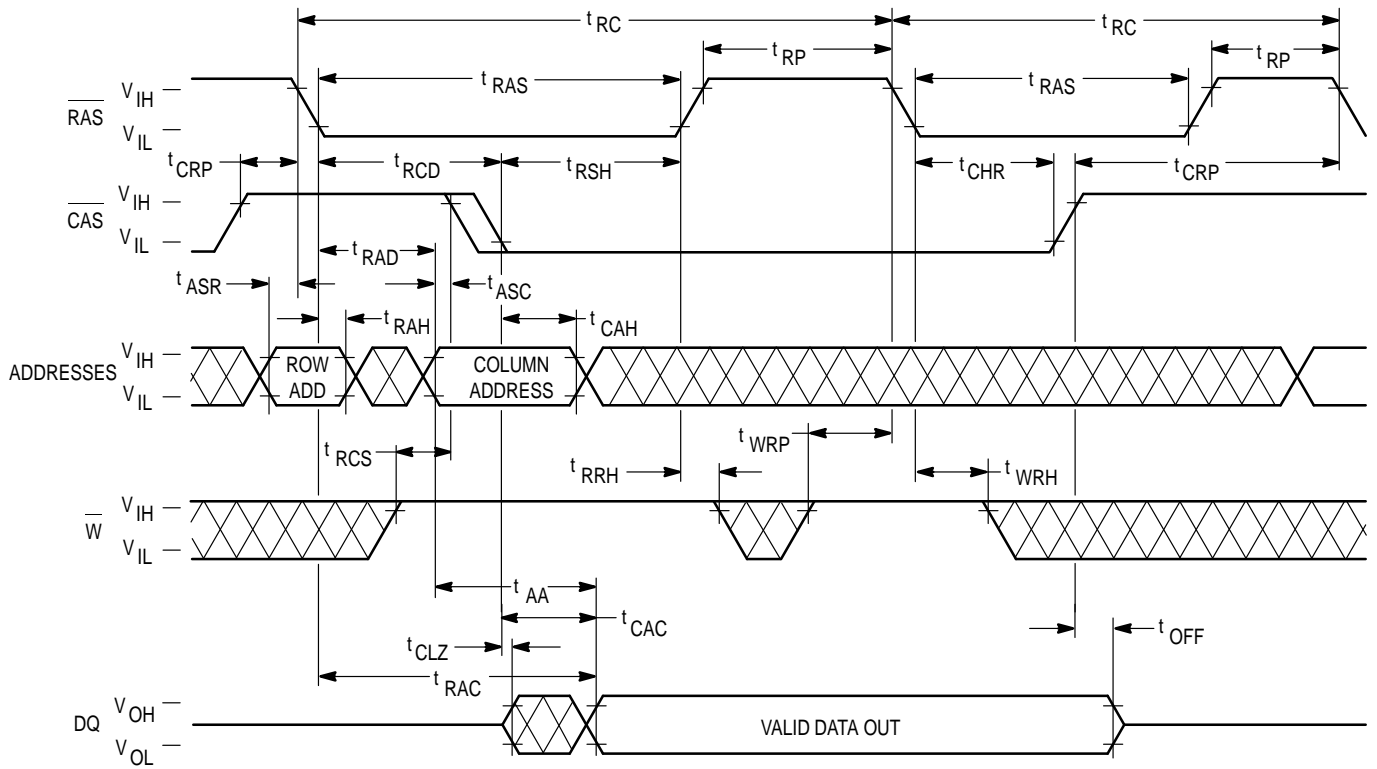 t RC t RC
t RP t RP
t RAS t RAS
RAS
V IH
V IL
t CRP t RCD t RSH t CHR t CRP
CAS
V IH
V IL
t RAD
t ASR t ASC
t RAH t CAH
ADDRESSES
V IH
V IL
ROW
ADD
COLUMN
ADDRESS
t RCS t RRH t WRP t WRH
W
V IH
V IL
t AA
t CAC
t CLZ
t OFF
t RAC
DQ
V OH
V OL
VALID DATA OUT